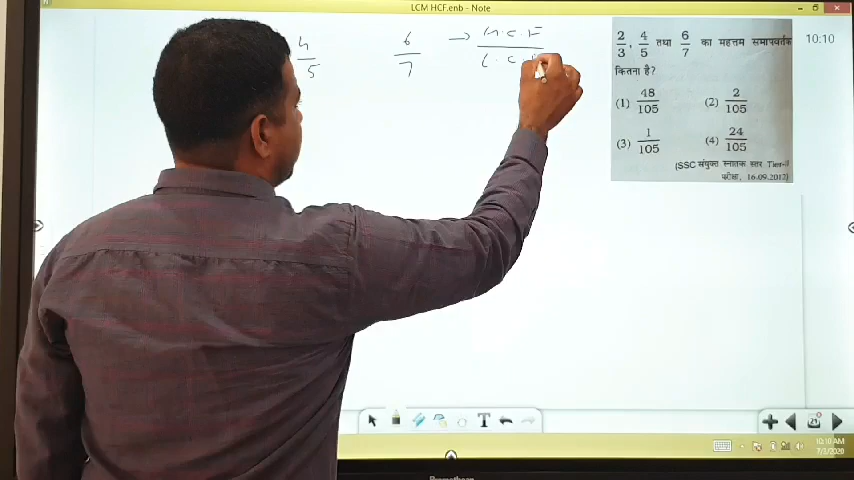 LCM HCF.enb - Note
4/5 6/7 → H.C.F
L.C
2/3, 4/5 तथा 6/7 का महत्तम समापवर्तक
कितना है?
(1) 48/105 (2) 2/105
(3) 1/105 (4) 24/105
(SSC संयुक्त स्नातक स्तर Tier-I
परीक्षा, 16.09.2017)
10:10
T
21
10:10 AM
7/3/2020
Promethean